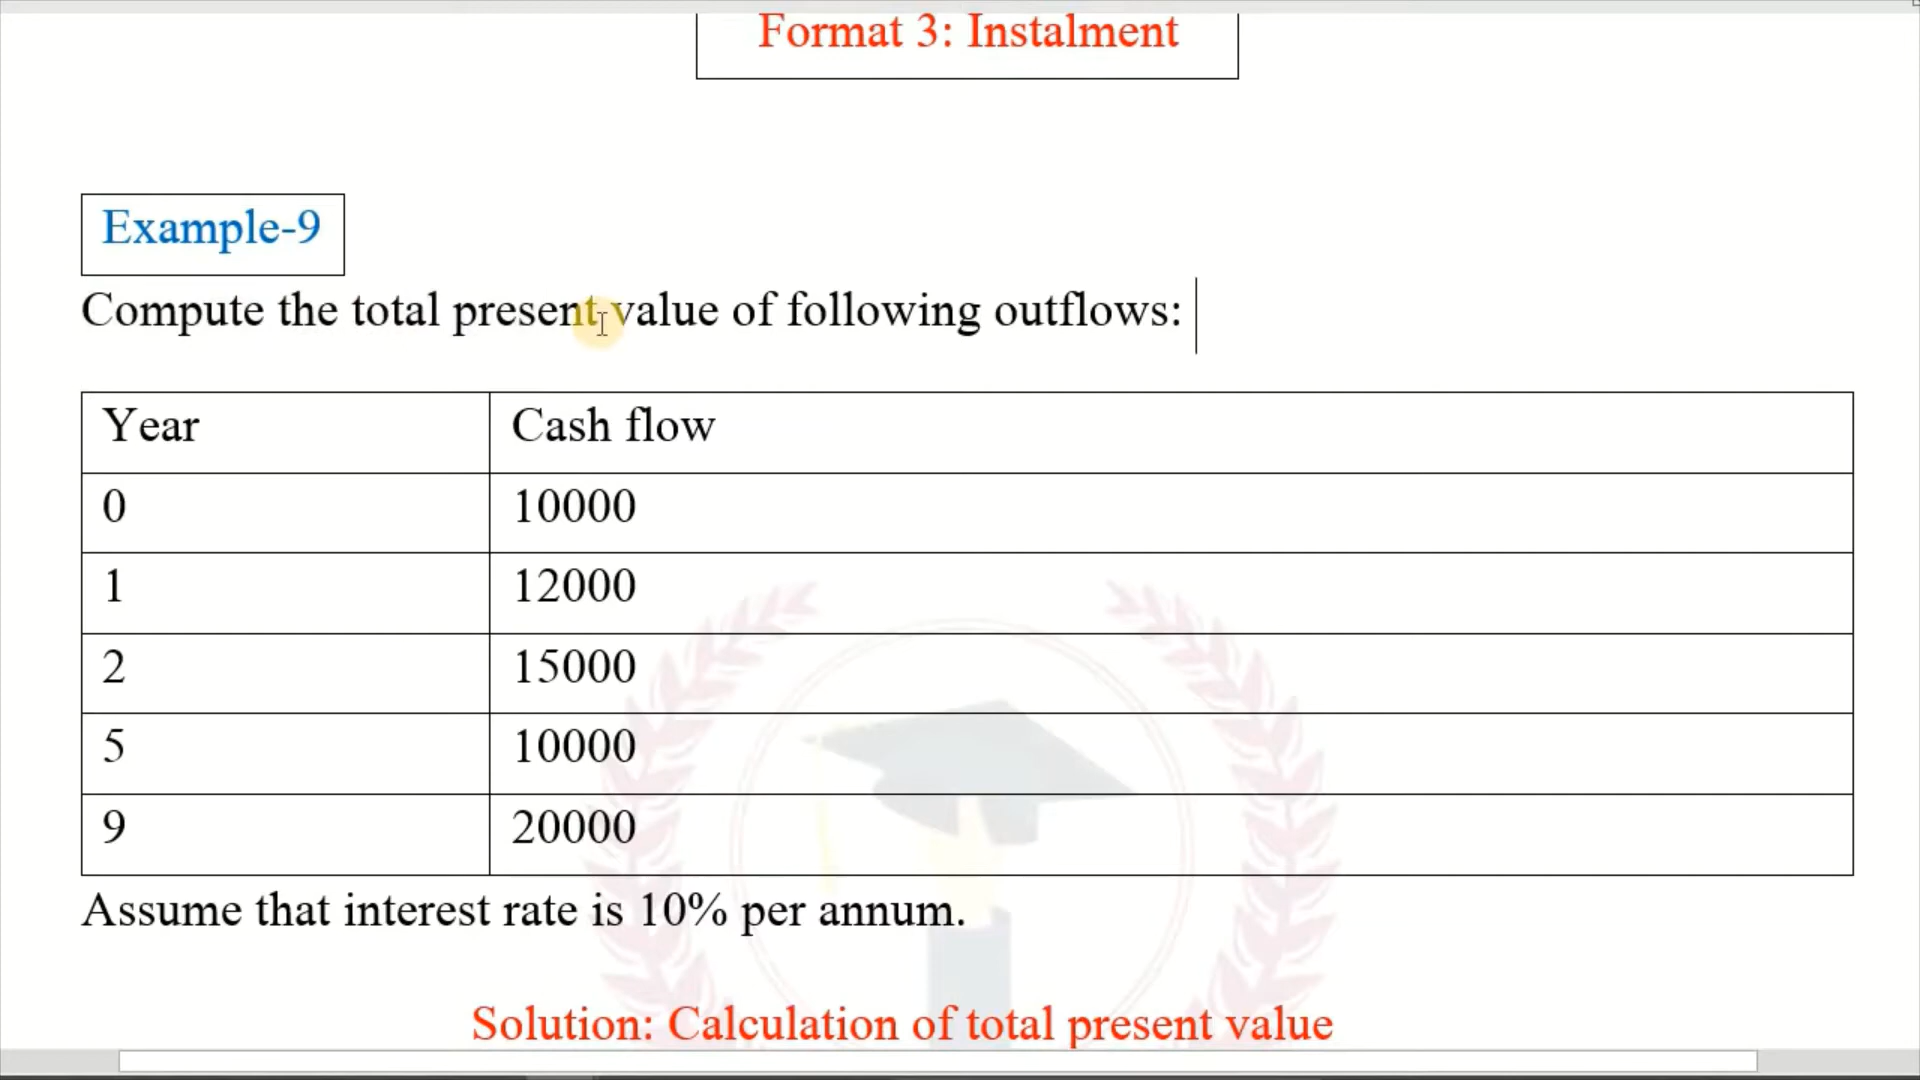 Format 3: Instalment
Example-9
Compute the total present value of following outflows:
Year Cash flow
0 10000
1 12000
2 15000
5 10000
9 20000
Assume that interest rate is 10% per annum.
Solution: Calculation of total present value